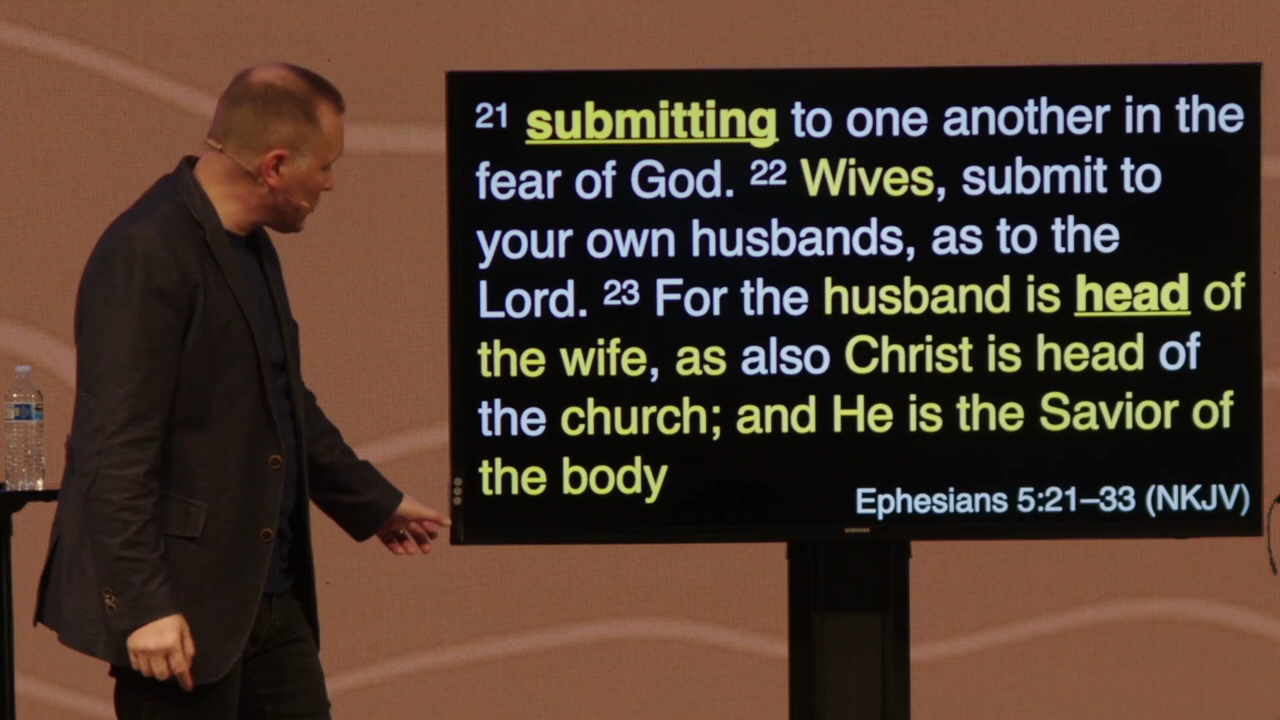 21 submitting to one another in the
fear of God. 22 Wives, submit to
your own husbands, as to the
Lord. 23 For the husband is head of
the wife, as also Christ is head of
the church; and He is the Savior of
the body
Ephesians 5:21–33 (NKJV)
SAMSUNG